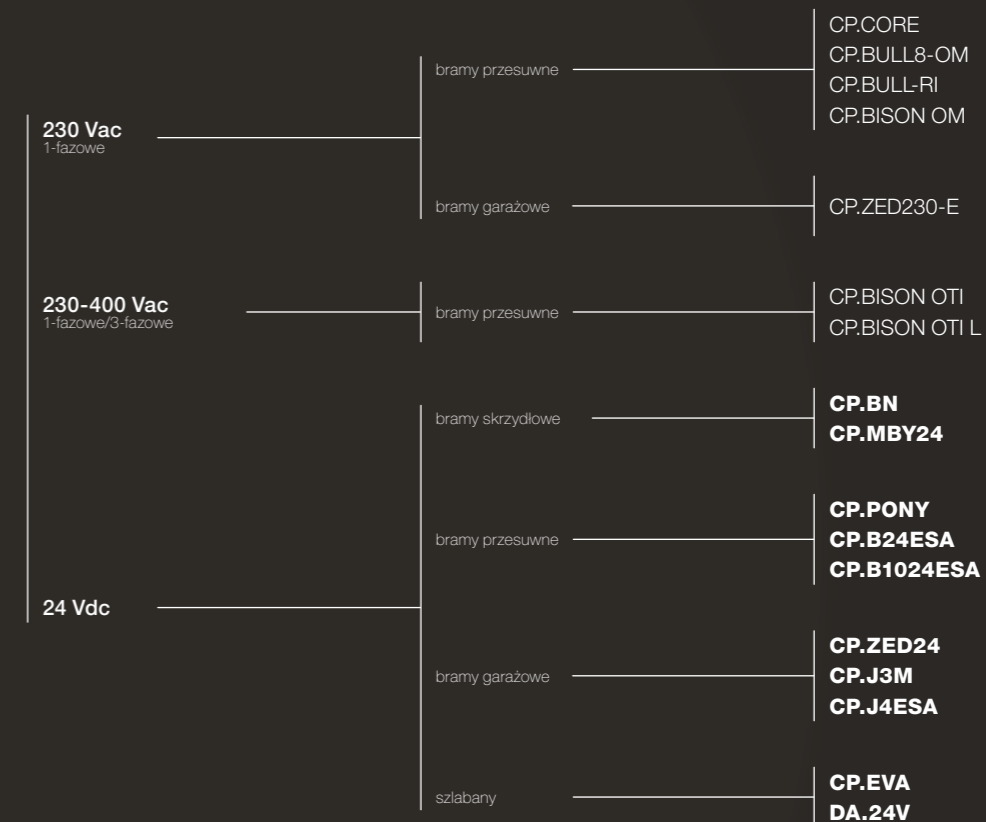 230 Vac
1-fazowe
bramy przesuwne
CP.CORE
CP.BULL8-OM
CP.BULL-RI
CP.BISON OM
bramy garażowe
CP.ZED230-E
230-400 Vac
1-fazowe/3-fazowe
bramy przesuwne
CP.BISON OTI
CP.BISON OTI L
24 Vdc
bramy skrzydłowe
CP.BN
CP.MBY24
bramy przesuwne
CP.PONY
CP.B24ESA
CP.B1024ESA
bramy garażowe
CP.ZED24
CP.J3M
CP.J4ESA
szlabany
CP.EVA
DA.24V